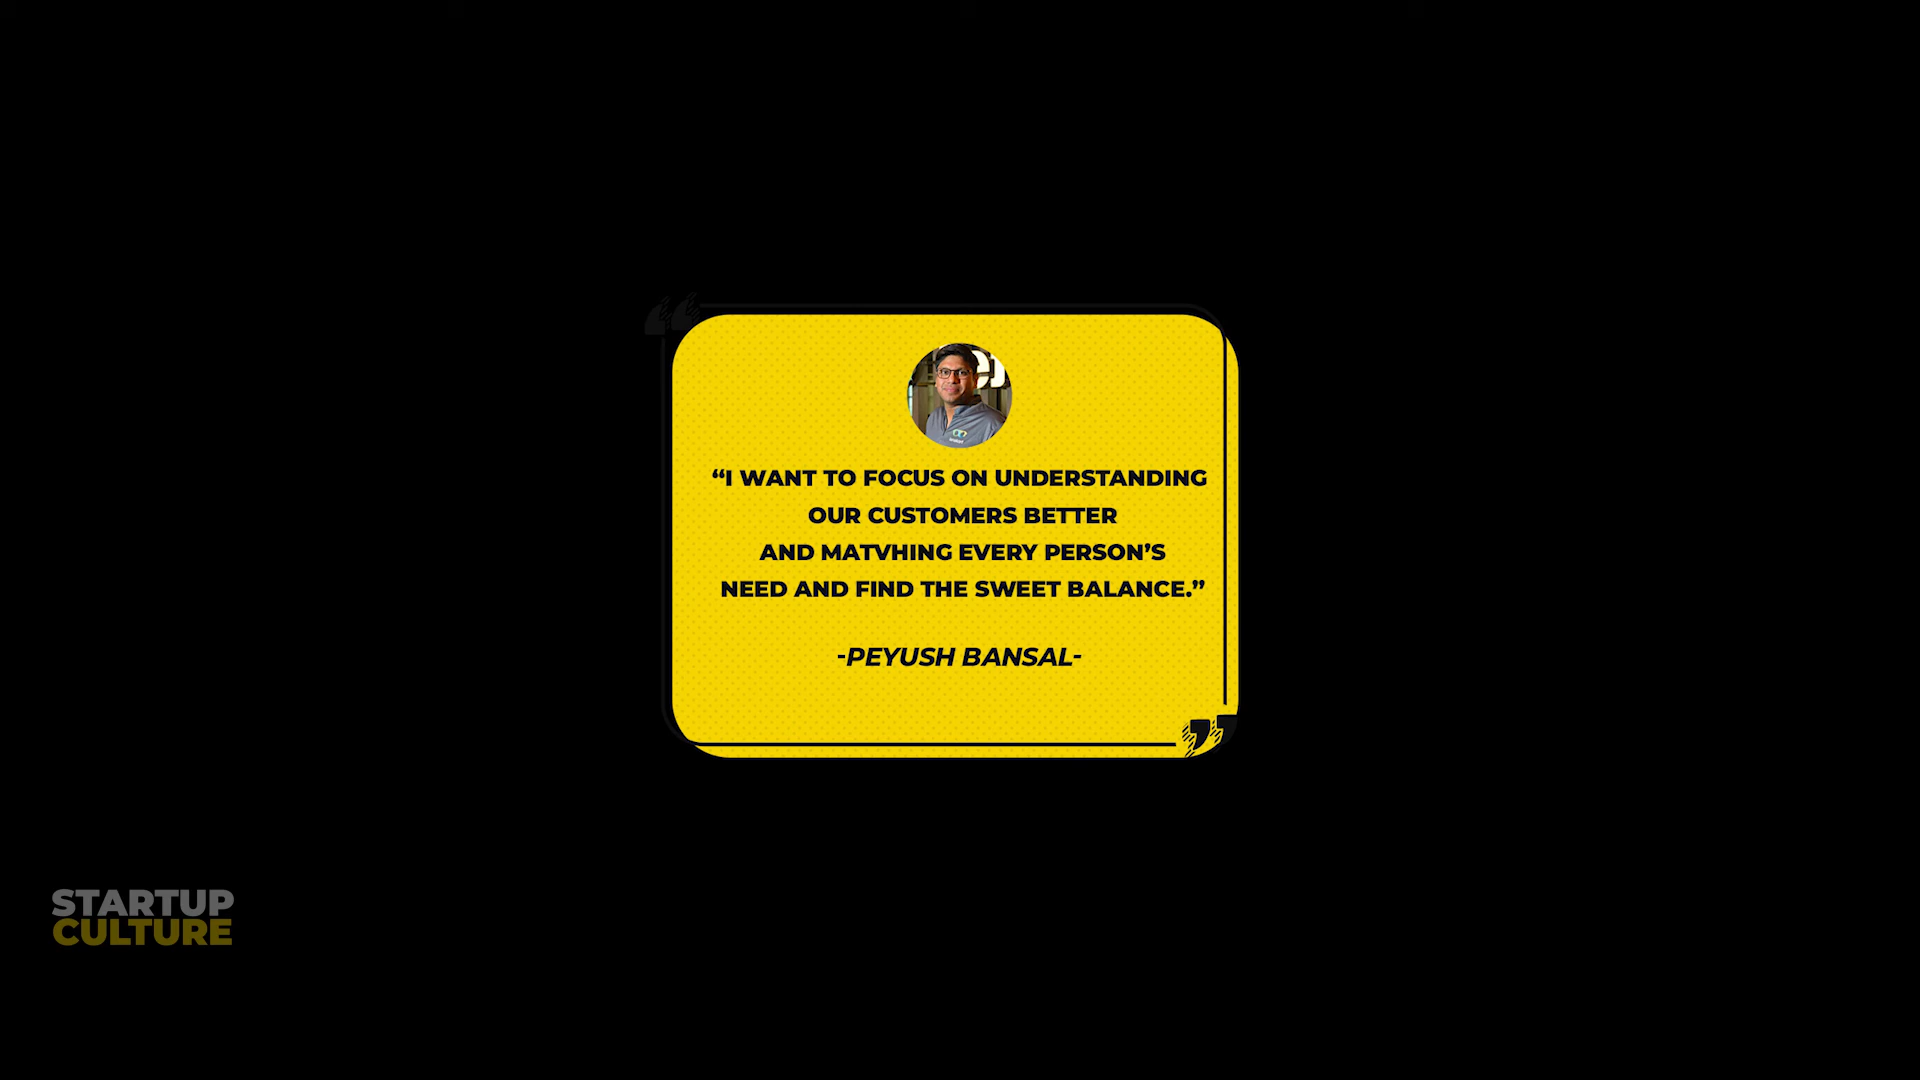 “I WANT TO FOCUS ON UNDERSTANDING
OUR CUSTOMERS BETTER
AND MATVHING EVERY PERSON’S
NEED AND FIND THE SWEET BALANCE.”
-PEYUSH BANSAL-
STARTUP
CULTURE